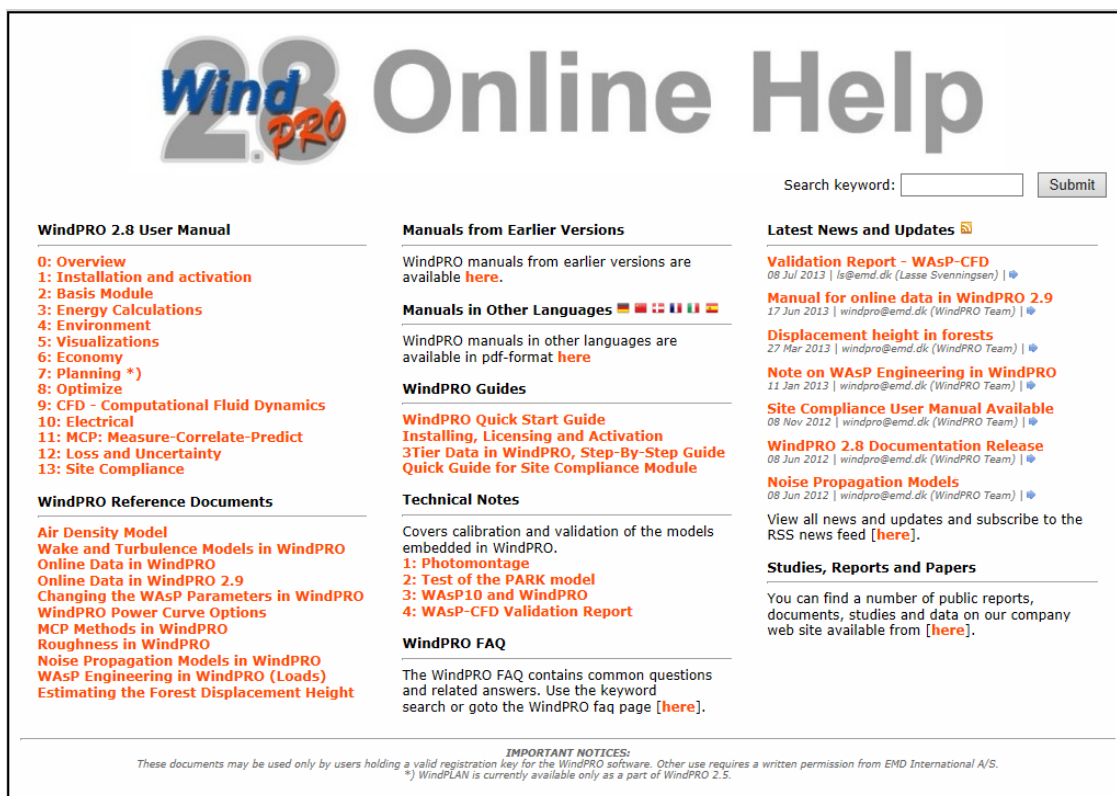 Wind PRO 2.8 Online Help
Search keyword: Submit
WindPRO 2.8 User Manual
0: Overview
1: Installation and activation
2: Basis Module
3: Energy Calculations
4: Environment
5: Visualizations
6: Economy
7: Planning *)
8: Optimize
9: CFD - Computational Fluid Dynamics
10: Electrical
11: MCP: Measure-Correlate-Predict
12: Loss and Uncertainty
13: Site Compliance
WindPRO Reference Documents
Air Density Model
Wake and Turbulence Models in WindPRO
Online Data in WindPRO
Online Data in WindPRO 2.9
Changing the WAsP Parameters in WindPRO
WindPRO Power Curve Options
MCP Methods in WindPRO
Roughness in WindPRO
Noise Propagation Models in WindPRO
WAsP Engineering in WindPRO (Loads)
Estimating the Forest Displacement Height
Manuals from Earlier Versions
WindPRO manuals from earlier versions are
available here.
Manuals in Other Languages
WindPRO manuals in other languages are
available in pdf-format here
WindPRO Guides
WindPRO Quick Start Guide
Installing, Licensing and Activation
3Tier Data in WindPRO, Step-By-Step Guide
Quick Guide for Site Compliance Module
Technical Notes
Covers calibration and validation of the models
embedded in WindPRO.
1: Photomontage
2: Test of the PARK model
3: WAsP10 and WindPRO
4: WAsP-CFD Validation Report
WindPRO FAQ
The WindPRO FAQ contains common questions
and related answers. Use the keyword
search or goto the WindPRO faq page [here].
Latest News and Updates
Validation Report - WAsP-CFD
08 Jul 2013 | ls@emd.dk (Lasse Svenningsen) |
Manual for online data in WindPRO 2.9
17 Jun 2013 | windpro@emd.dk (WindPRO Team) |
Displacement height in forests
27 Mar 2013 | windpro@emd.dk (WindPRO Team) |
Note on WAsP Engineering in WindPRO
11 Jan 2013 | windpro@emd.dk (WindPRO Team) |
Site Compliance User Manual Available
08 Nov 2012 | windpro@emd.dk (WindPRO Team) |
WindPRO 2.8 Documentation Release
08 Jun 2012 | windpro@emd.dk (WindPRO Team) |
Noise Propagation Models
08 Jun 2012 | windpro@emd.dk (WindPRO Team) |
View all news and updates and subscribe to the
RSS news feed [here].
Studies, Reports and Papers
You can find a number of public reports,
documents, studies and data on our company
web site available from [here].
IMPORTANT NOTICES:
These documents may be used only by users holding a valid registration key for the WindPRO software. Other use requires a written permission from EMD International A/S.
*) WindPLAN is currently available only as a part of WindPRO 2.5.